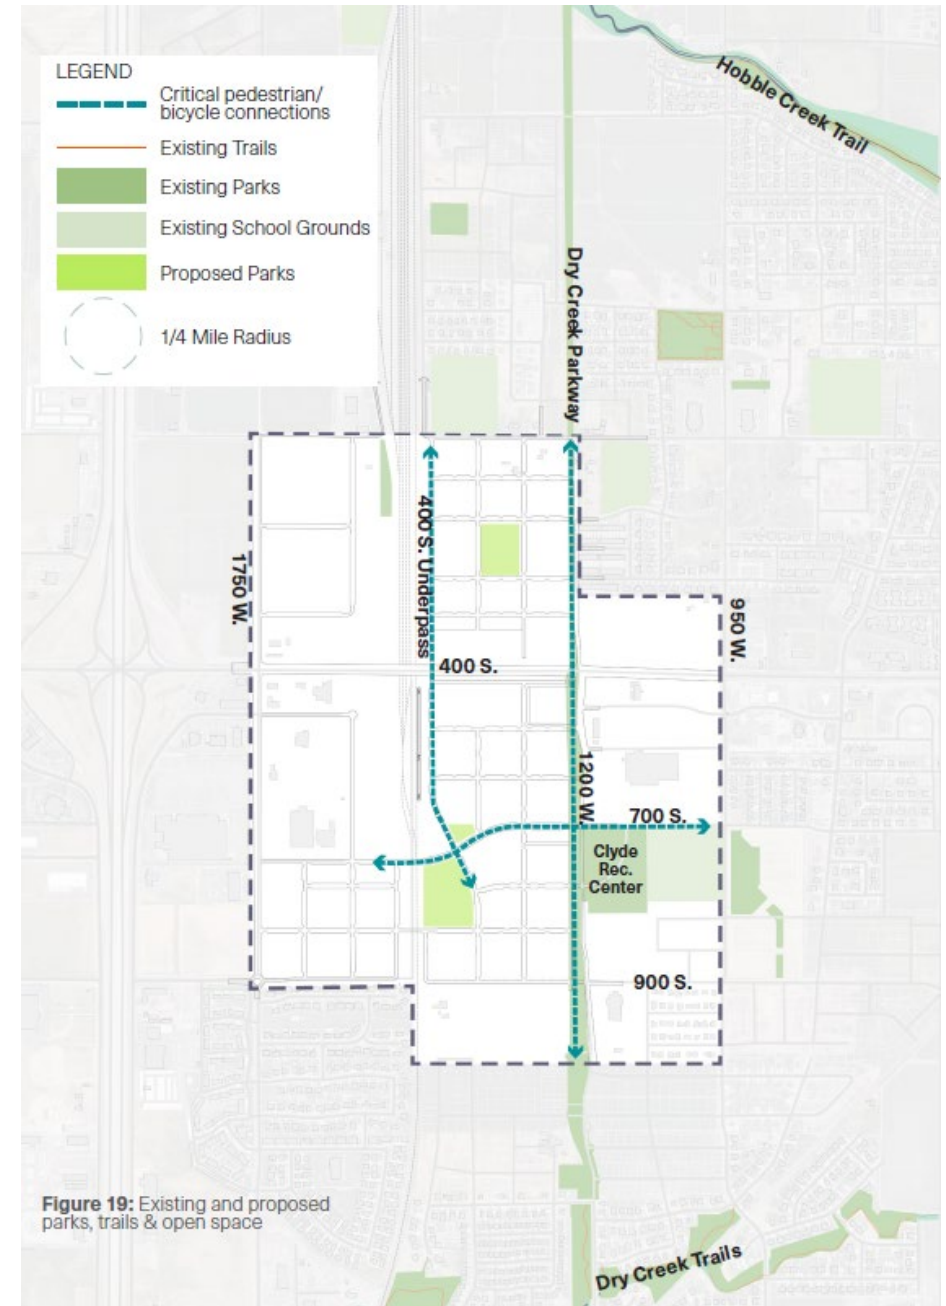 LEGEND
Critical pedestrian/
bicycle connections
Existing Trails
Existing Parks
Existing School Grounds
Proposed Parks
1/4 Mile Radius
Hobble Creek Trail
Dry Creek Parkway
1750 W.
400 S. Underpass
400 S.
950 W.
1200 W.
700 S.
Clyde
Rec.
Center
900 S.
Figure 19: Existing and proposed
parks, trails & open space
Dry Creek Trails